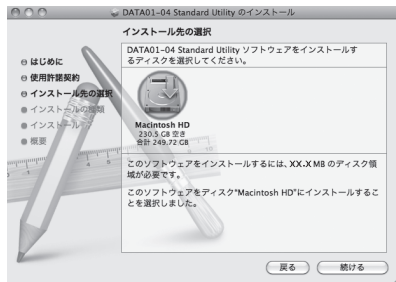 DATA01-04 Standard Utility のインストール
インストール先の選択
はじめに
使用許諾契約
インストール先の選択
インストールの種類
インストール
概要
DATA01-04 Standard Utility ソフトウェアをインストールす
るディスクを選択してください。
Macintosh HD
230.5 GB 空き
合計 249.72 GB
このソフトウェアをインストールするには、XX.X MB のディスク領
域が必要です。
このソフトウェアをディスク"Macintosh HD"にインストールするこ
とを選択しました。
戻る
続ける